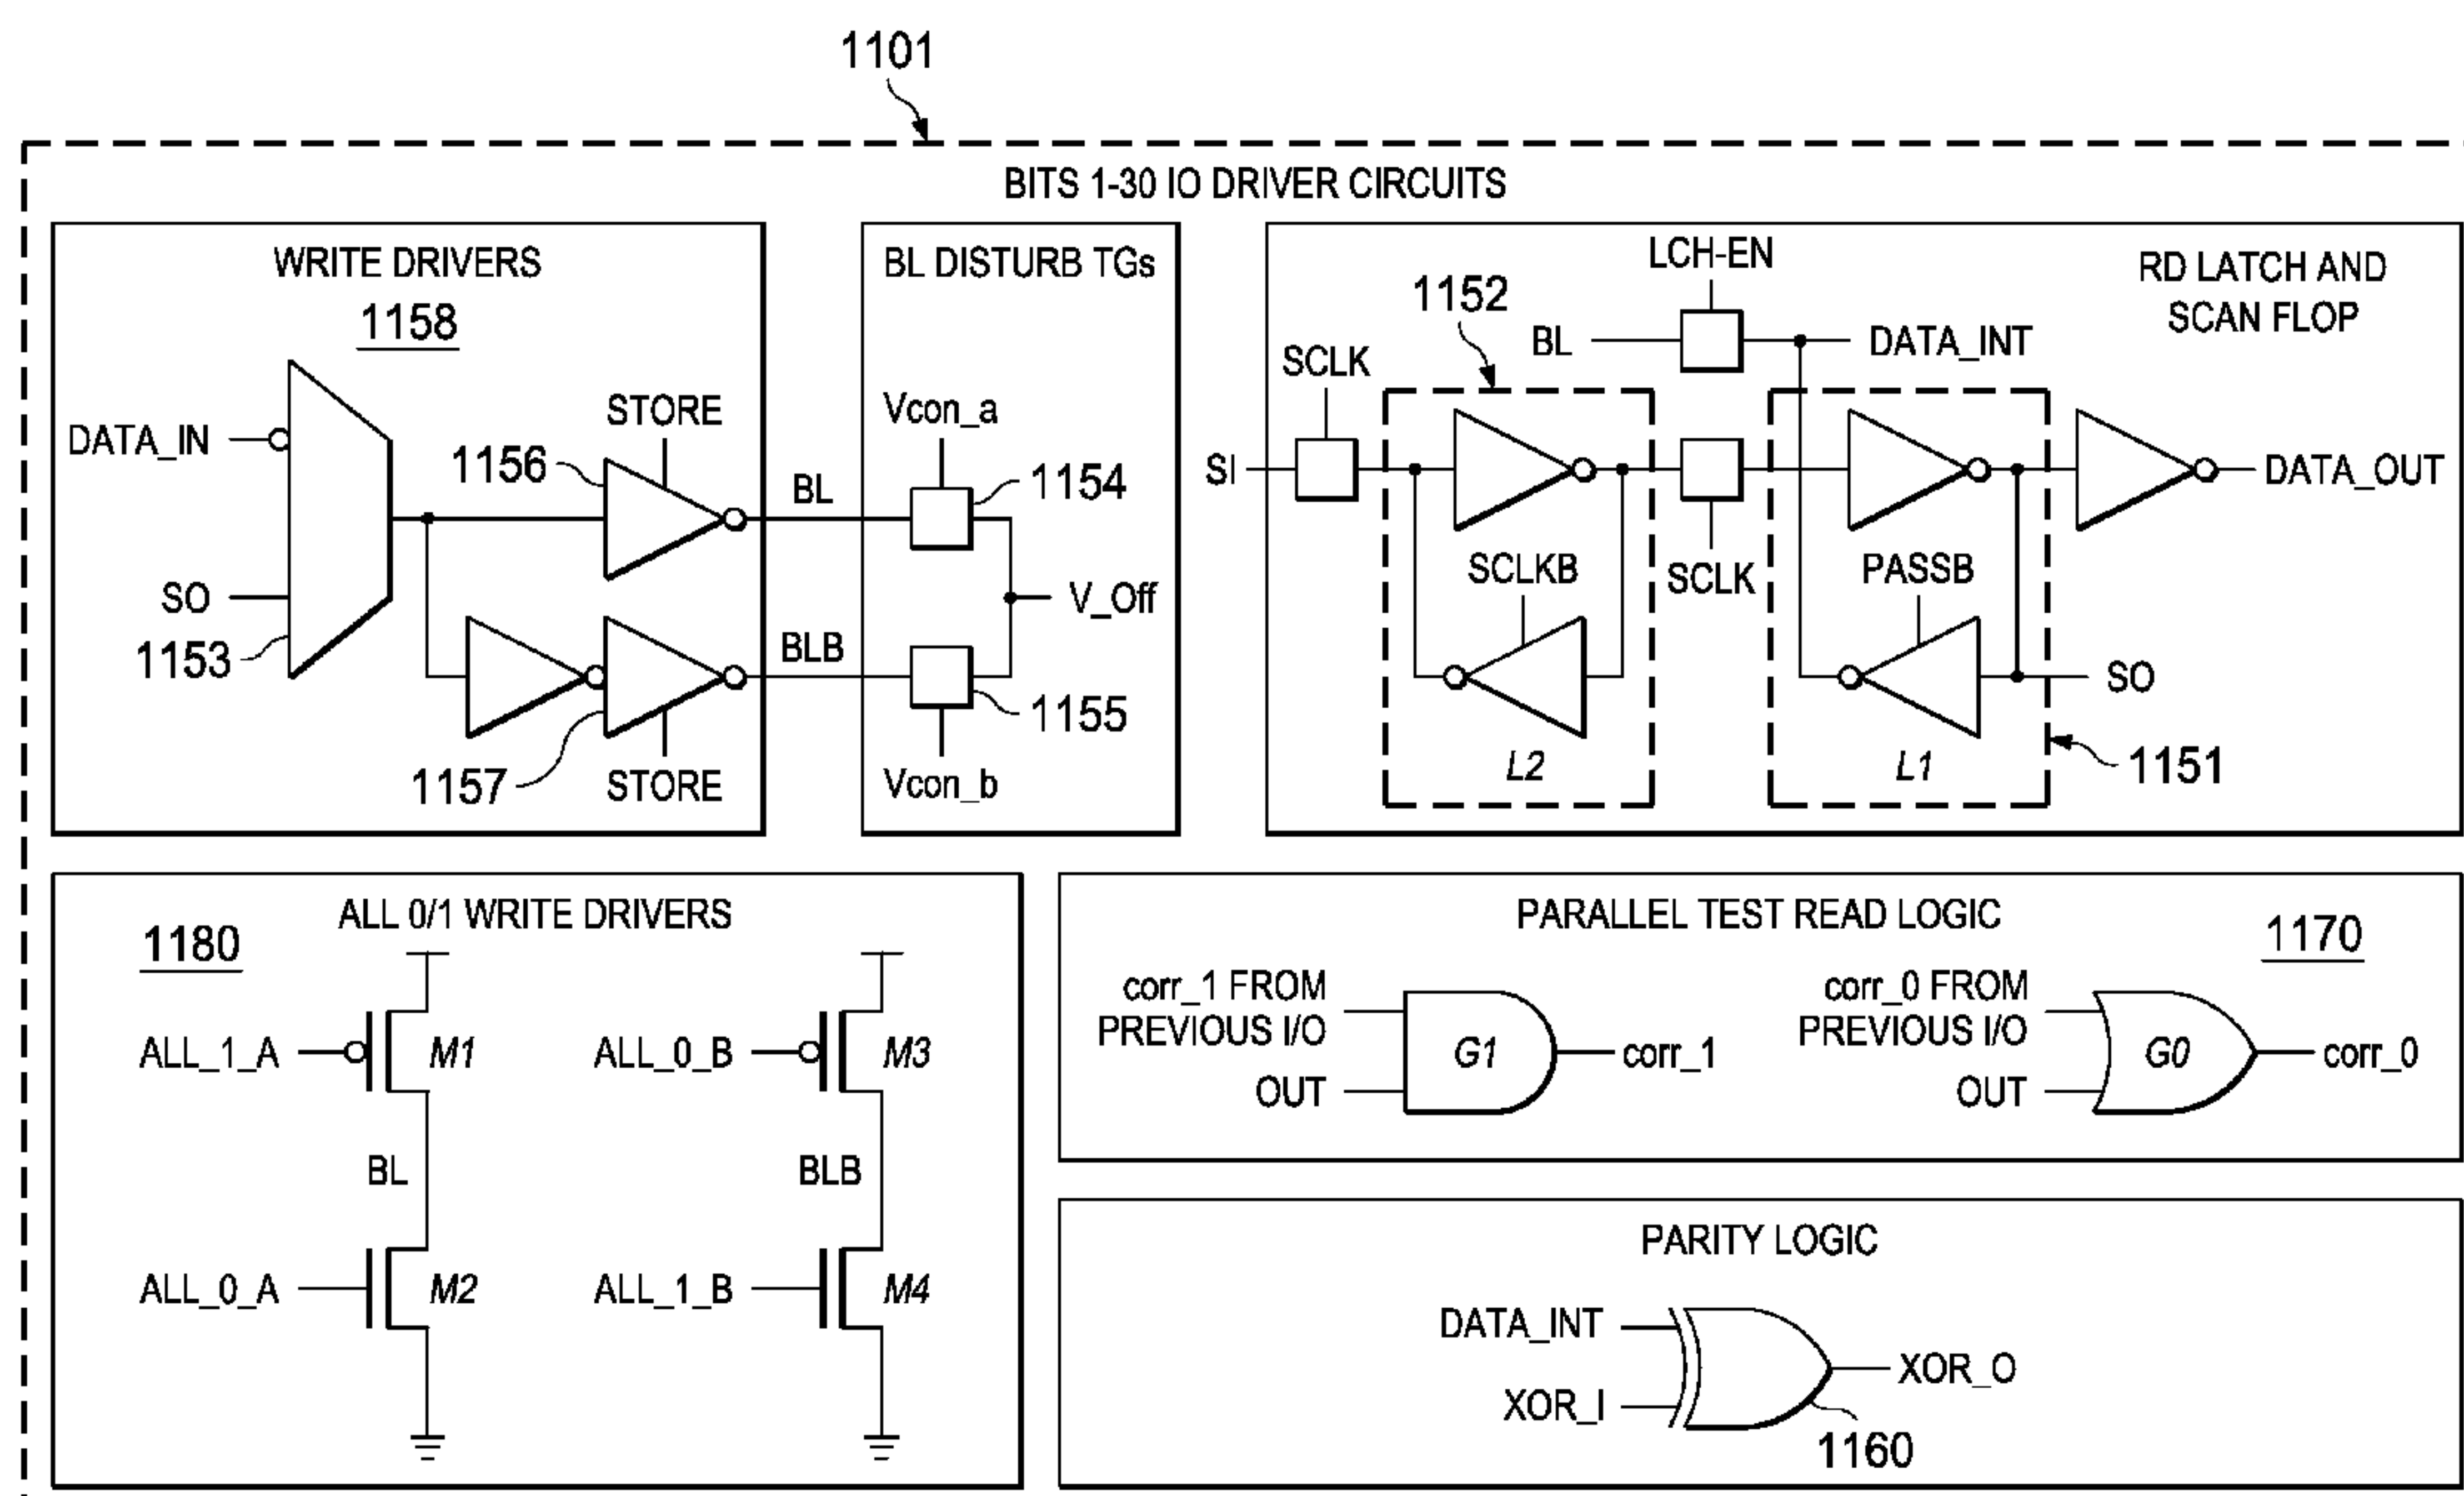 1101
BITS 1-30 IO DRIVER CIRCUITS
WRITE DRIVERS
1158
DATA_IN
SO
1153
STORE
1156
1157
STORE
BL
BLB
BL DISTURB TGs
Vcon_a
1154
V_Off
1155
Vcon_b
RD LATCH AND
SCAN FLOP
LCH-EN
1152
BL
DATA_INT
SCLK
SI
SCLKB
L2
SCLK
PASSB
L1
DATA_OUT
SO
1151
ALL 0/1 WRITE DRIVERS
1180
ALL_1_A
M1
ALL_0_B
M3
BL
BLB
ALL_0_A
M2
ALL_1_B
M4
PARALLEL TEST READ LOGIC
1170
corr_1 FROM
PREVIOUS I/O
OUT
G1
corr_1
corr_0 FROM
PREVIOUS I/O
OUT
G0
corr_0
PARITY LOGIC
DATA_INT
XOR_I
XOR_O
1160